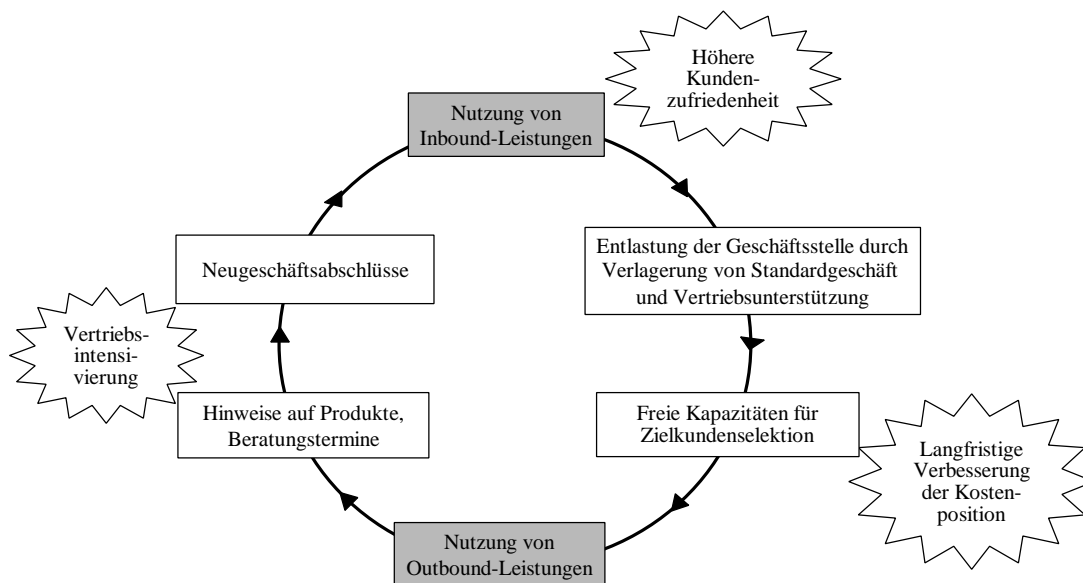 Höhere
Kunden-
zufriedenheit
Nutzung von
Inbound-Leistungen
Entlastung der Geschäftsstelle durch
Verlagerung von Standardgeschäft
und Vertriebsunterstützung
Neugeschäftsabschlüsse
Vertriebs-
intensi-
vierung
Hinweise auf Produkte,
Beratungstermine
Freie Kapazitäten für
Zielkundenselektion
Langfristige
Verbesserung
der Kosten-
position
Nutzung von
Outbound-Leistungen